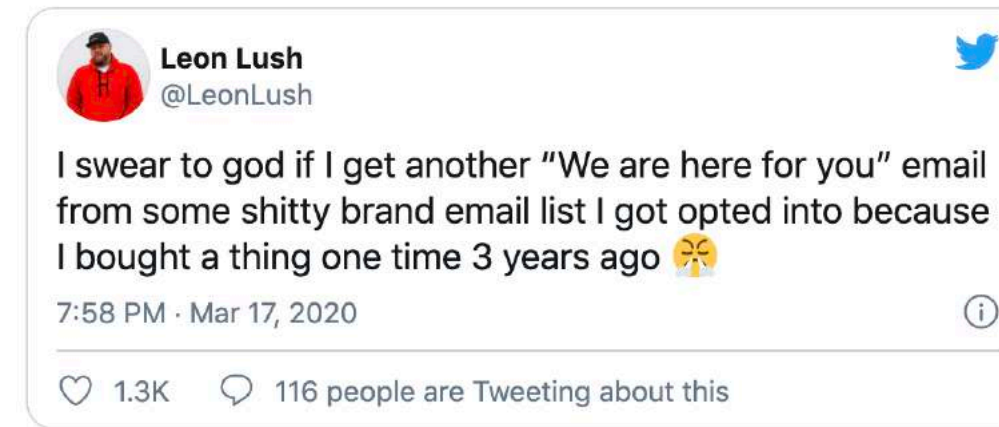 Leon Lush
@LeonLush
I swear to god if I get another “We are here for you” email
from some shitty brand email list I got opted into because
I bought a thing one time 3 years ago 😤
7:58 PM · Mar 17, 2020
1.3K 116 people are Tweeting about this